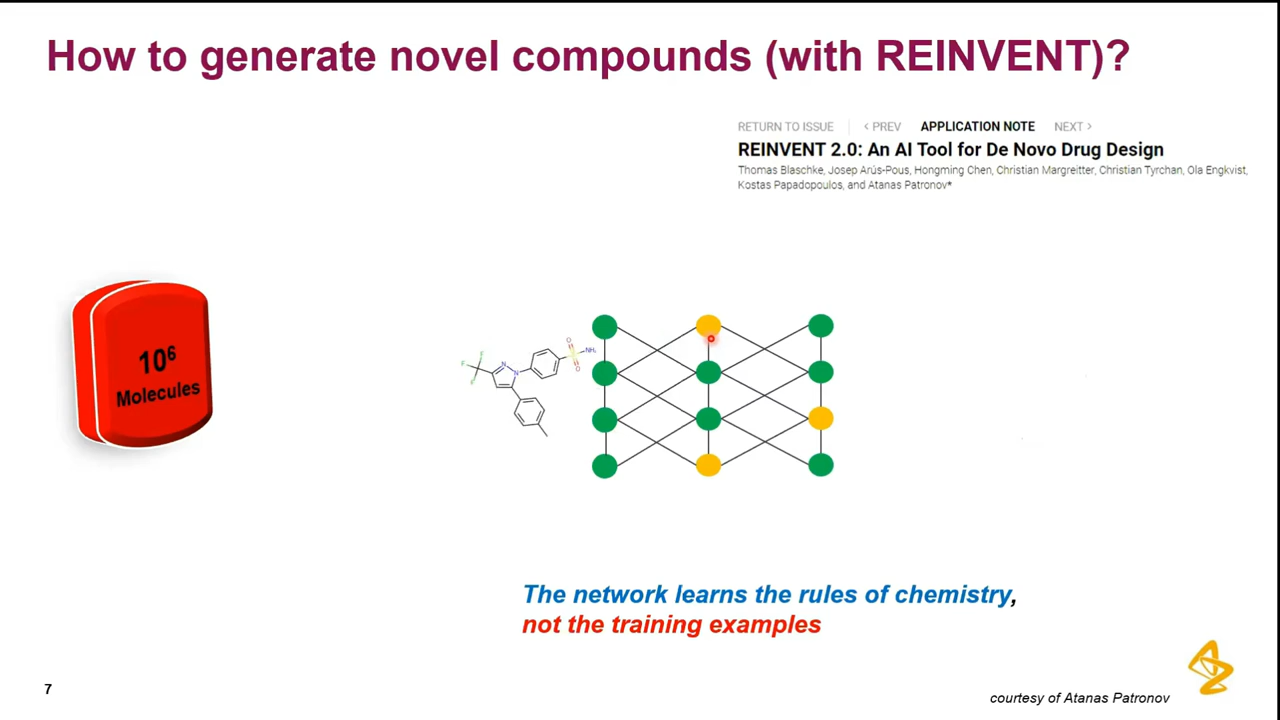 How to generate novel compounds (with REINVENT)?
RETURN TO ISSUE < PREV APPLICATION NOTE NEXT >
REINVENT 2.0: An AI Tool for De Novo Drug Design
Thomas Blaschke, Josep Arús-Pous, Hongming Chen, Christian Margreitter, Christian Tyrchan, Ola Engkvist,
Kostas Papadopoulos, and Atanas Patronov*
10⁶
Molecules
F
F
F
N
N
O
S
O
NH₂
The network learns the rules of chemistry,
not the training examples
7
courtesy of Atanas Patronov